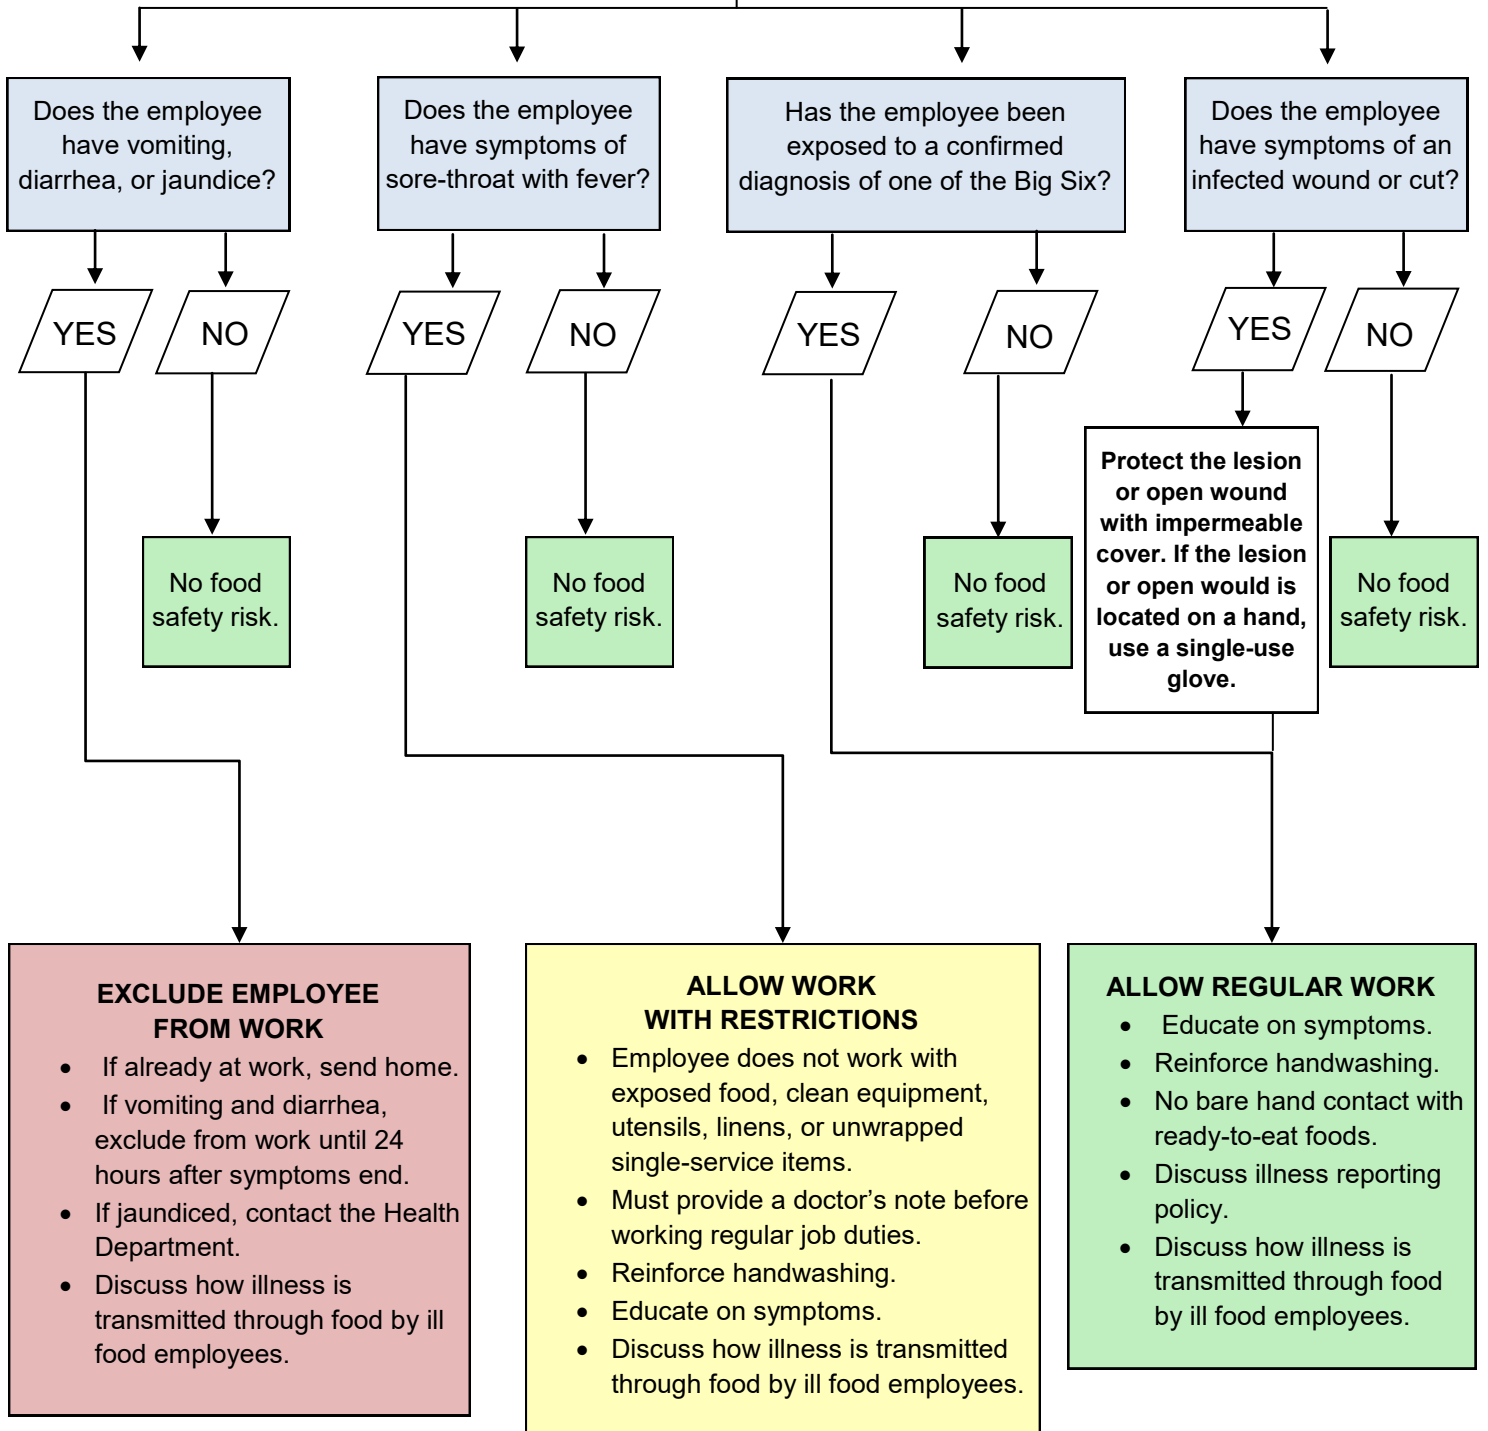 Does the employee
have vomiting,
diarrhea, or jaundice?
Does the employee
have symptoms of
sore-throat with fever?
Has the employee been
exposed to a confirmed
diagnosis of one of the Big Six?
Does the employee
have symptoms of an
infected wound or cut?
YES
NO
YES
NO
YES
NO
YES
NO
No food
safety risk.
No food
safety risk.
No food
safety risk.
Protect the lesion
or open wound
with impermeable
cover. If the lesion
or open would is
located on a hand,
use a single-use
glove.
No food
safety risk.
EXCLUDE EMPLOYEE
FROM WORK
• If already at work, send home.
• If vomiting and diarrhea,
exclude from work until 24
hours after symptoms end.
• If jaundiced, contact the Health
Department.
• Discuss how illness is
transmitted through food by ill
food employees.
ALLOW WORK
WITH RESTRICTIONS
• Employee does not work with
exposed food, clean equipment,
utensils, linens, or unwrapped
single-service items.
• Must provide a doctor’s note before
working regular job duties.
• Reinforce handwashing.
• Educate on symptoms.
• Discuss how illness is transmitted
through food by ill food employees.
ALLOW REGULAR WORK
• Educate on symptoms.
• Reinforce handwashing.
• No bare hand contact with
ready-to-eat foods.
• Discuss illness reporting
policy.
• Discuss how illness is
transmitted through food
by ill food employees.